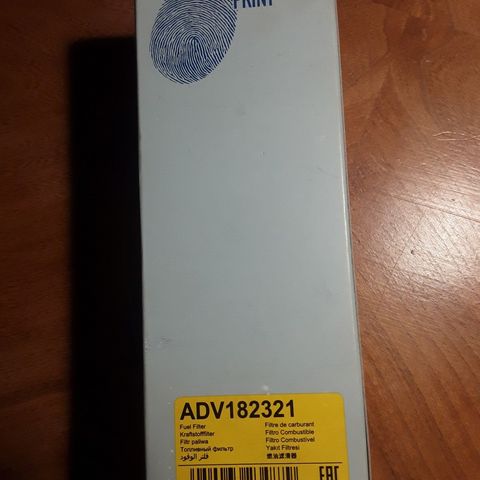 PRINT
ADV182321
Fuel Filter
Kraftstofffilter
Filtr paliwa
Топливный фильтр
فلتر الوقود
Filtre de carburant
Filtro Combustible
Filtro Combustível
Yakıt Filtresi
燃油滤清器
EAC